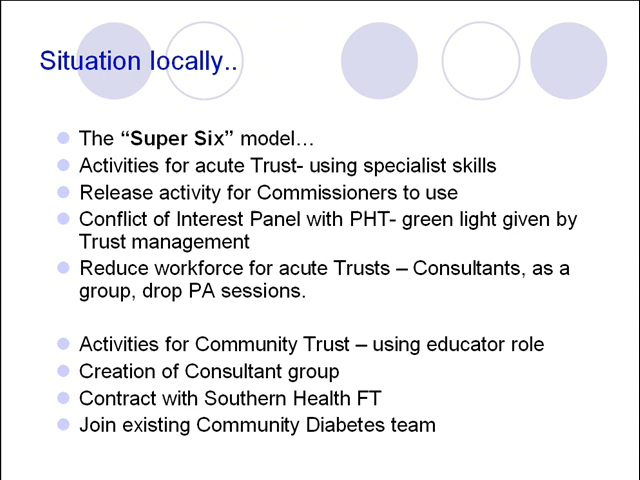 Situation locally..
The “Super Six” model…
Activities for acute Trust- using specialist skills
Release activity for Commissioners to use
Conflict of Interest Panel with PHT- green light given by
Trust management
Reduce workforce for acute Trusts – Consultants, as a
group, drop PA sessions.
Activities for Community Trust – using educator role
Creation of Consultant group
Contract with Southern Health FT
Join existing Community Diabetes team